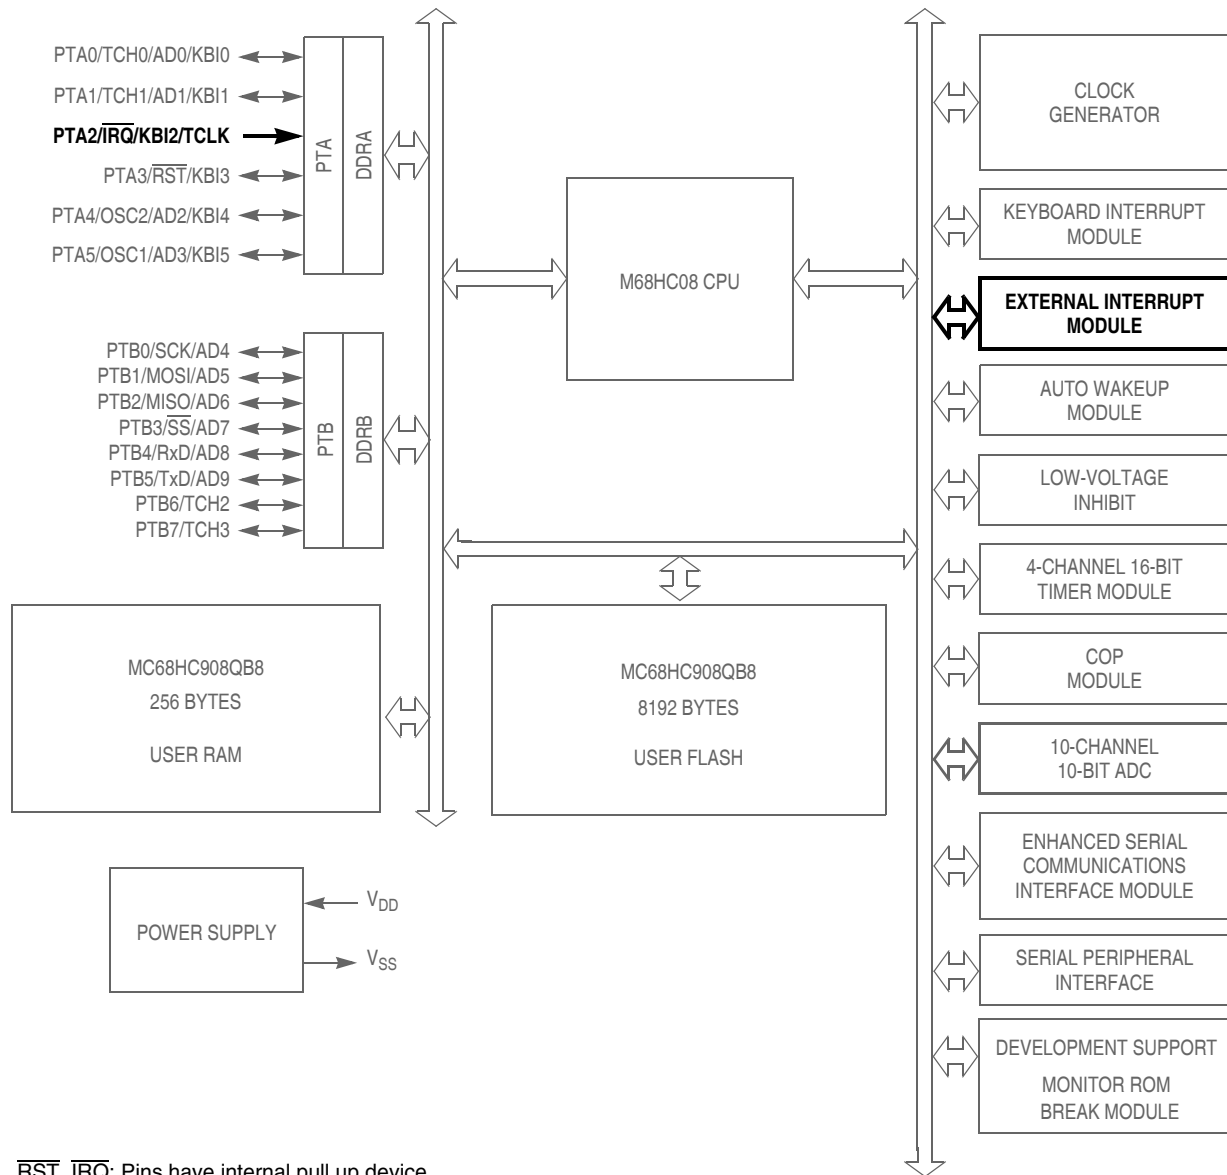 PTA0/TCH0/AD0/KBI0
PTA1/TCH1/AD1/KBI1
PTA2/IRQ/KBI2/TCLK
PTA3/RST/KBI3
PTA4/OSC2/AD2/KBI4
PTA5/OSC1/AD3/KBI5
PTA
DDRA
PTB0/SCK/AD4
PTB1/MOSI/AD5
PTB2/MISO/AD6
PTB3/SS/AD7
PTB4/RxD/AD8
PTB5/TxD/AD9
PTB6/TCH2
PTB7/TCH3
PTB
DDRB
M68HC08 CPU
MC68HC908QB8
256 BYTES
USER RAM
MC68HC908QB8
8192 BYTES
USER FLASH
POWER SUPPLY
VDD
VSS
CLOCK
GENERATOR
KEYBOARD INTERRUPT
MODULE
EXTERNAL INTERRUPT
MODULE
AUTO WAKEUP
MODULE
LOW-VOLTAGE
INHIBIT
4-CHANNEL 16-BIT
TIMER MODULE
COP
MODULE
10-CHANNEL
10-BIT ADC
ENHANCED SERIAL
COMMUNICATIONS
INTERFACE MODULE
SERIAL PERIPHERAL
INTERFACE
DEVELOPMENT SUPPORT
MONITOR ROM
BREAK MODULE
RST, IRQ: Pins have internal pull up device